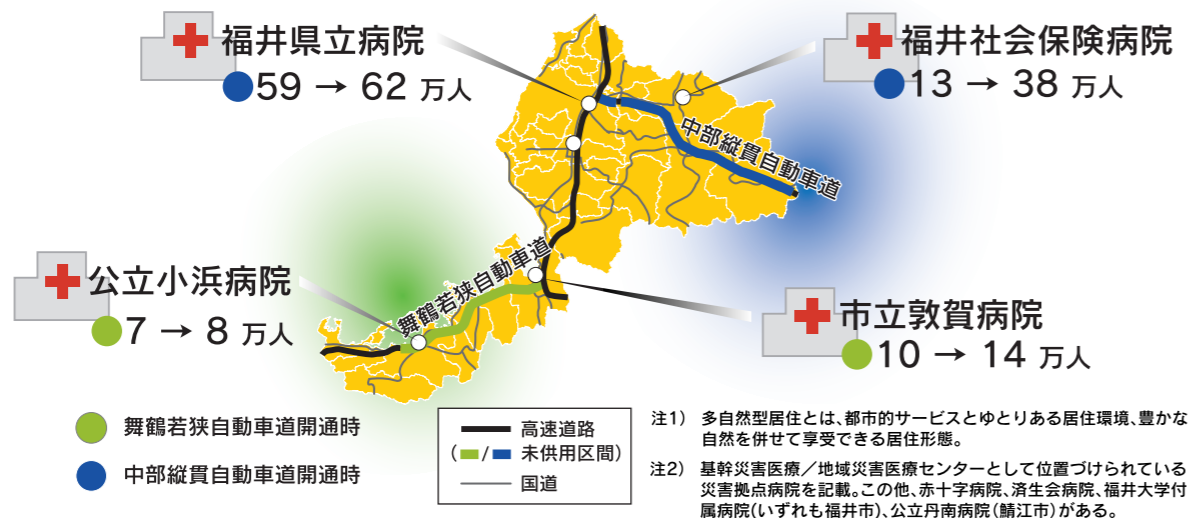 福井県立病院
59 → 62 万人
福井社会保険病院
13 → 38 万人
中部縦貫自動車道
舞鶴若狭自動車道
公立小浜病院
7 → 8 万人
市立敦賀病院
10 → 14 万人
舞鶴若狭自動車道開通時
中部縦貫自動車道開通時
高速道路
(/未供用区間)
国道
注1) 多自然型居住とは、都市的サービスとゆとりある居住環境、豊かな
自然を併せて享受できる居住形態。
注2) 基幹災害医療/地域災害医療センターとして位置づけられている
災害拠点病院を記載。この他、赤十字病院、済生会病院、福井大学付
属病院(いずれも福井市)、公立丹南病院(鯖江市)がある。